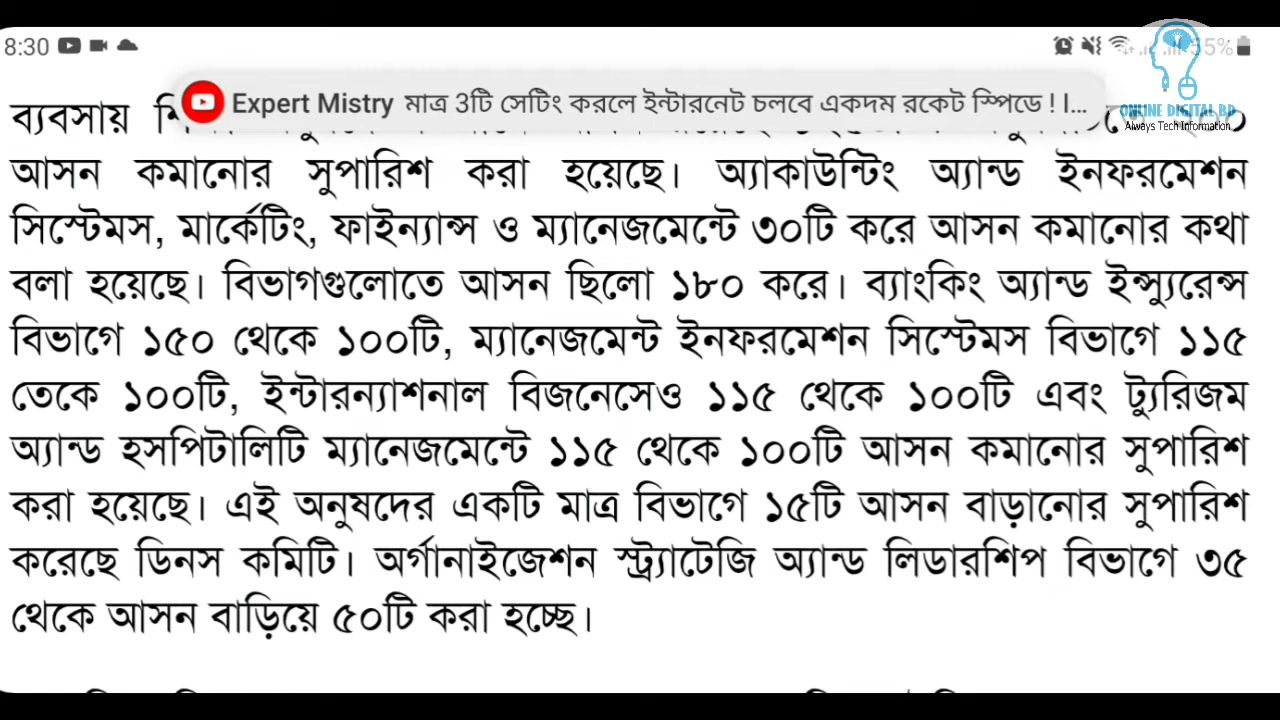 8:30
55%
Expert Mistry মাত্র 3টি সেটিং করলে ইন্টারনেট চলবে একদম রকেট স্পিডে ! I...
ONLINE DIGITAL BD
Always Tech Information
ব্যবসায়
আসন কমানোর সুপারিশ করা হয়েছে। অ্যাকাউন্টিং অ্যান্ড ইনফরমেশন
সিস্টেমস, মার্কেটিং, ফাইন্যান্স ও ম্যানেজমেন্টে ৩০টি করে আসন কমানোর কথা
বলা হয়েছে। বিভাগগুলোতে আসন ছিলো ১৮০ করে। ব্যাংকিং অ্যান্ড ইন্স্যুরেন্স
বিভাগে ১৫০ থেকে ১০০টি, ম্যানেজমেন্ট ইনফরমেশন সিস্টেমস বিভাগে ১১৫
তেকে ১০০টি, ইন্টারন্যাশনাল বিজনেসেও ১১৫ থেকে ১০০টি এবং ট্যুরিজম
অ্যান্ড হসপিটালিটি ম্যানেজমেন্টে ১১৫ থেকে ১০০টি আসন কমানোর সুপারিশ
করা হয়েছে। এই অনুষদের একটি মাত্র বিভাগে ১৫টি আসন বাড়ানোর সুপারিশ
করেছে ডিনস কমিটি। অর্গানাইজেশন স্ট্র্যাটেজি অ্যান্ড লিডারশিপ বিভাগে ৩৫
থেকে আসন বাড়িয়ে ৫০টি করা হচ্ছে।